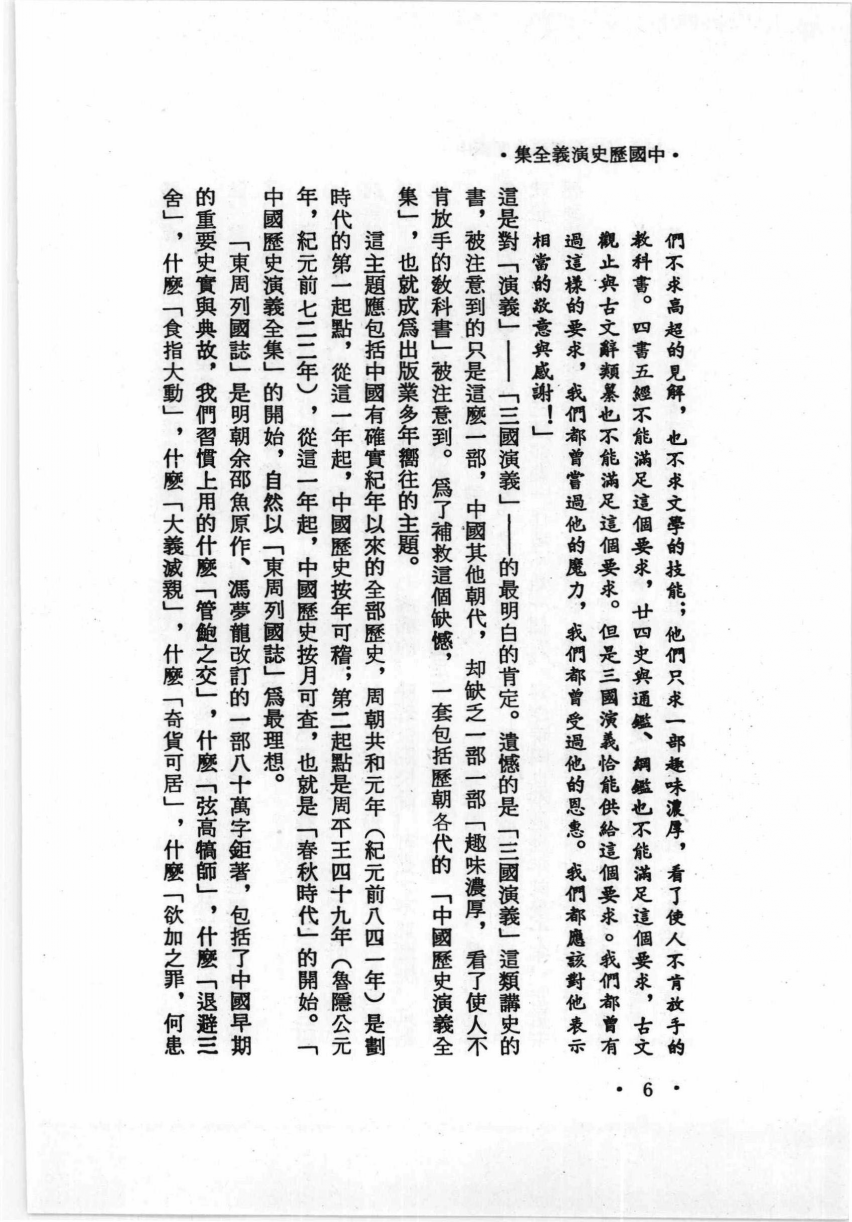 ·中國歷史演義全集·
們不求高超的見解，也不求文學的技能；他們只求一部趣味濃厚，看了使人不肯放手的
教科書。四書五經不能滿足這個要求，廿四史與通鑑、綱鑑也不能滿足這個要求，古文
觀止與古文辭類纂也不能滿足這個要求。但是三國演義恰能供給這個要求。我們都曾有
過這樣的要求，我們都曾嘗過他的魔力，我們都曾受過他的恩惠。我們都應該對他表示
相當的敬意與感謝！」
這是對「演義」——「三國演義」——的最明白的肯定。遺憾的是「三國演義」這類講史的
書，被注意到的只是這麼一部，中國其他朝代，却缺乏一部一部「趣味濃厚，看了使人不
肯放手的教科書」被注意到。爲了補救這個缺憾，一套包括歷朝各代的「中國歷史演義全
集」，也就成爲出版業多年嚮往的主題。
這主題應包括中國有確實紀年以來的全部歷史，周朝共和元年（紀元前八四一年）是劃
時代的第一起點，從這一年起，中國歷史按年可稽；第二起點是周平王四十九年（魯隱公元
年，紀元前七二二年），從這一年起，中國歷史按月可查，也就是「春秋時代」的開始。「
中國歷史演義全集」的開始，自然以「東周列國誌」爲最理想。
「東周列國誌」是明朝余邵魚原作、馮夢龍改訂的一部八十萬字鉅著，包括了中國早期
的重要史實與典故，我們習慣上用的什麼「管鮑之交」，什麼「弦高犒師」，什麼「退避三
舍」，什麼「食指大動」，什麼「大義滅親」，什麼「奇貨可居」，什麼「欲加之罪，何患
·6·